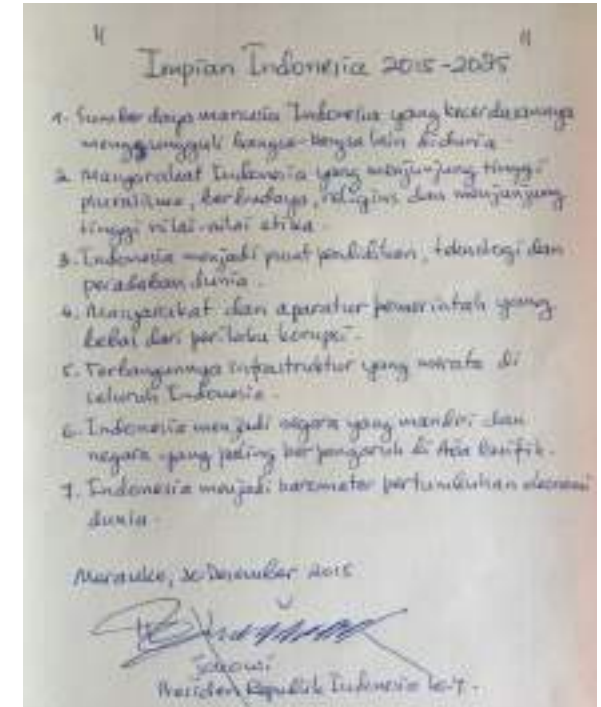 "	"
Impian Indonesia 2015-2085
1. Sumber daya manusia Indonesia yang kecerdasannya
mengungguli bangsa-bangsa lain di dunia.
2. Masyarakat Indonesia yang menjunjung tinggi
pluralisme, berbudaya, religius dan menjunjung
tinggi nilai-nilai etika.
3. Indonesia menjadi pusat pendidikan, teknologi dan
peradaban dunia.
4. Masyarakat dan aparatur pemerintah yang
bebas dari perilaku korupsi.
5. Terbangunnya infrastruktur yang merata di
seluruh Indonesia.
6. Indonesia menjadi negara yang mandiri dan
negara yang paling berpengaruh di Asia Pasifik.
7. Indonesia menjadi barometer pertumbuhan ekonomi
dunia.
Merauke, 30 Desember 2015
Jokowi
Presiden Republik Indonesia ke-7.